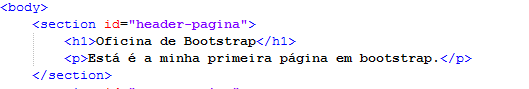 <body>
<section id="header-pagina">
<h1>Oficina de Bootstrap</h1>
<p>Está é a minha primeira página em bootstrap.</p>
</section>